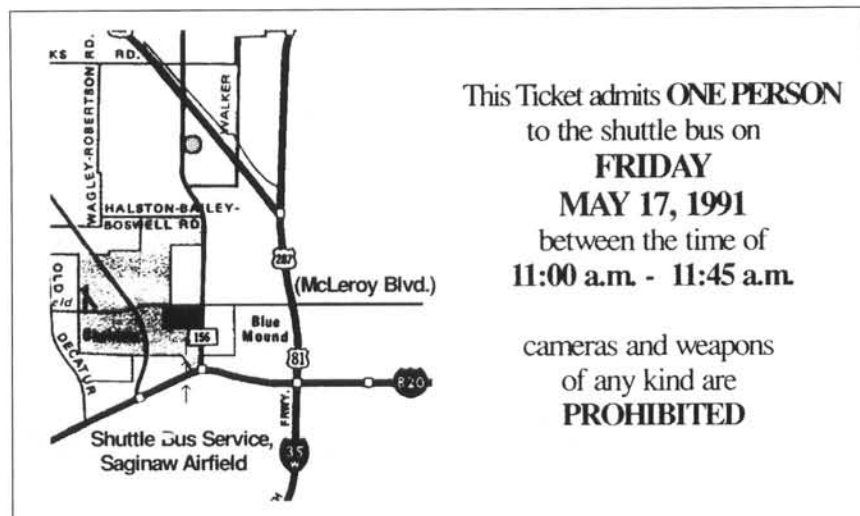 KS RD.
WAGLEY-ROBERTSON RD.
WALKER
HALSTON-BAILEY-
BOSWELL RD.
287
(McLeroy Blvd.)
OLD
DECATUR
156
Blue
Mound
81
820
FRWY.
35
Shuttle Bus Service,
Saginaw Airfield
This Ticket admits ONE PERSON
to the shuttle bus on
FRIDAY
MAY 17, 1991
between the time of
11:00 a.m. - 11:45 a.m.
cameras and weapons
of any kind are
PROHIBITED